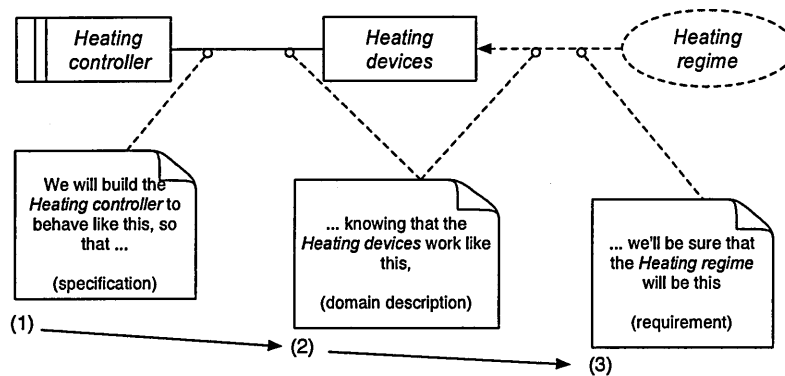 Heating
controller
Heating
devices
Heating
regime
We will build the
Heating controller to
behave like this, so
that ...
(specification)
... knowing that the
Heating devices work like
this,
(domain description)
... we'll be sure that
the Heating regime
will be this
(requirement)
(1)
(2)
(3)